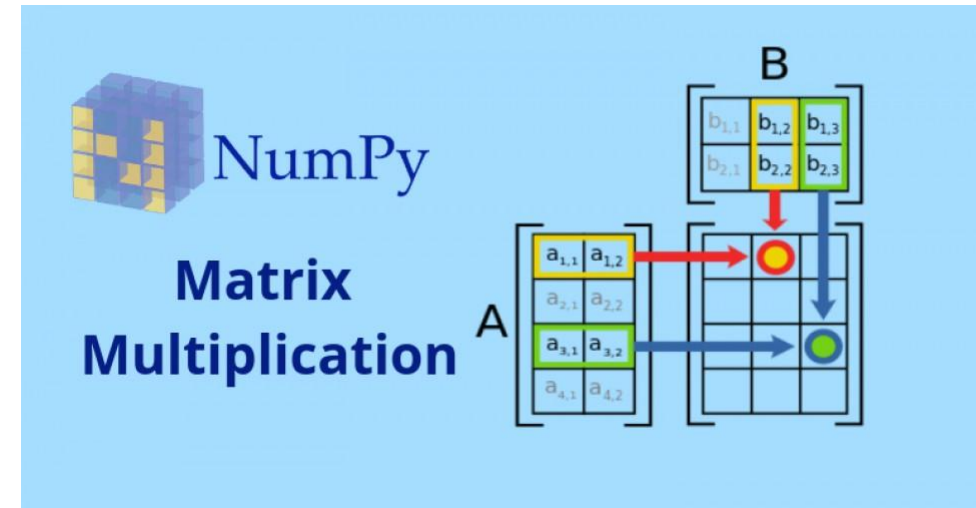 NumPy
Matrix
Multiplication
B
b1,1 b1,2 b1,3
b2,1 b2,2 b2,3
A
a1,1 a1,2
a2,1 a2,2
a3,1 a3,2
a4,1 a4,2